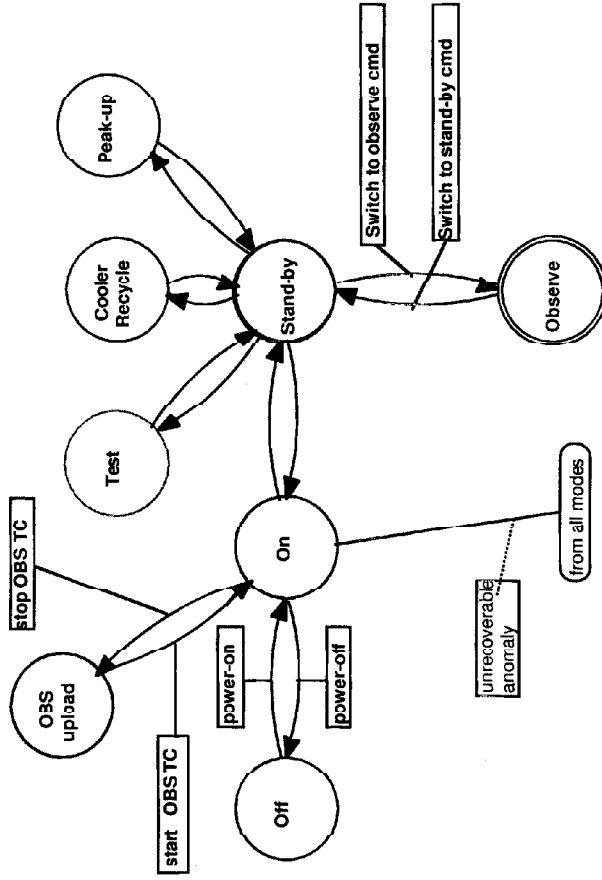 stop OBS TC
OBS
upload
start OBS TC
Off
power-on
power-off
On
Test
Cooler
Recycle
Peak-up
Stand-by
Switch to observe cmd
Switch to stand-by cmd
Observe
unrecoverable
anomaly
from all modes